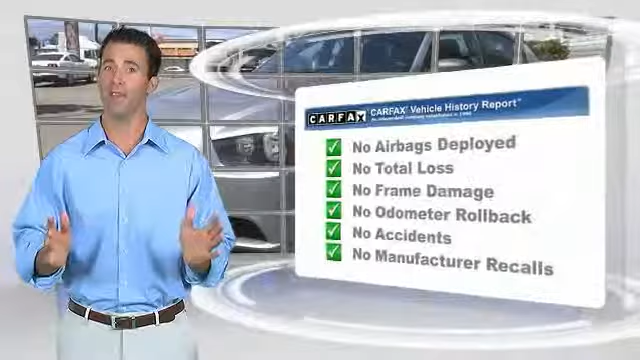 CARFAX CARFAX Vehicle History Report™
No Airbags Deployed
No Total Loss
No Frame Damage
No Odometer Rollback
No Accidents
No Manufacturer Recalls